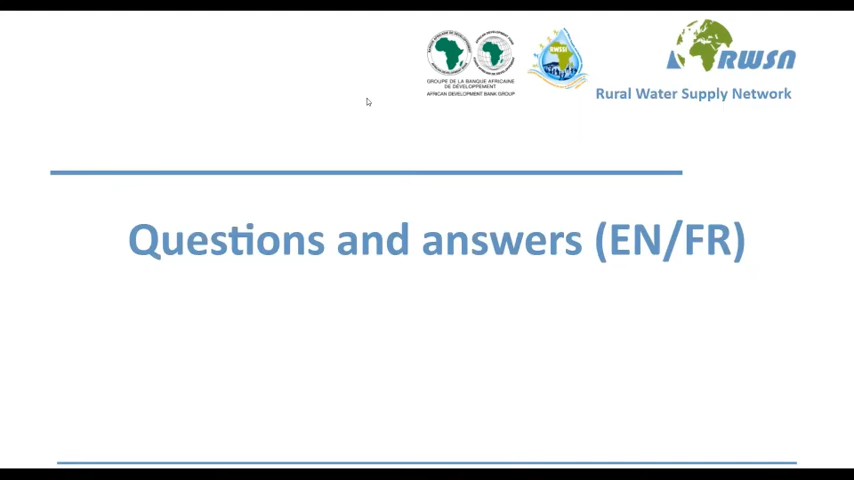 RWSSI
RWSN
GROUPE DE LA BANQUE AFRICAINE
DE DÉVELOPPEMENT
AFRICAN DEVELOPMENT BANK GROUP
Rural Water Supply Network
Questions and answers (EN/FR)